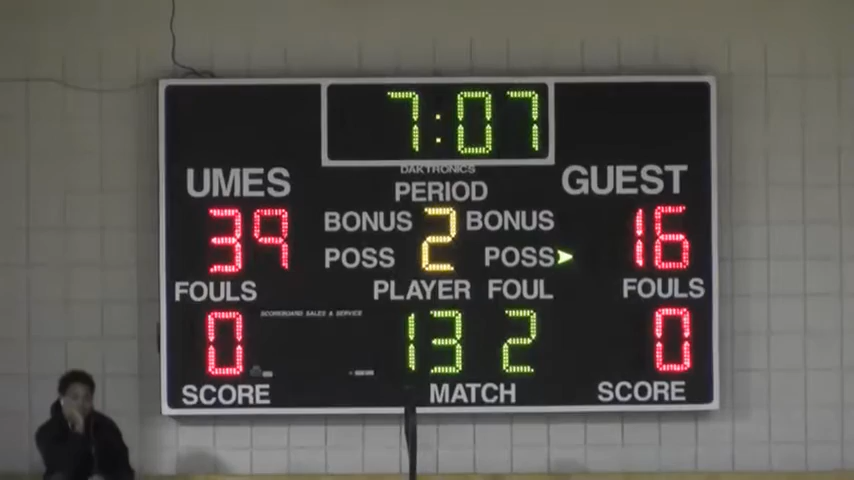 7:07
DAKTRONICS
UMES PERIOD GUEST
39 BONUS 2 BONUS 16
POSS POSS
FOULS PLAYER FOUL FOULS
SCOREBOARD SALES & SERVICE
0 13 2 0
SCORE MATCH SCORE